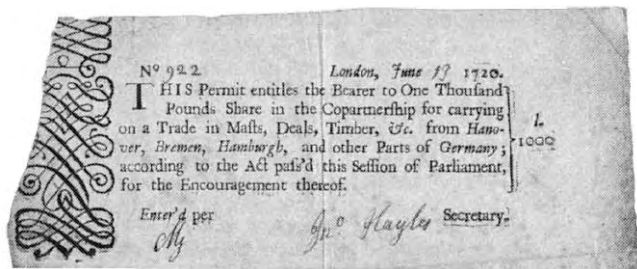 Nº 922 London, June 17 1720.
THIS Permit entitles the Bearer to One Thouſand
Pounds Share in the Copartnerſhip for carrying
on a Trade in Maſts, Deals, Timber, &c. from Hano-
ver, Bremen, Hamburgh, and other Parts of Germany;
according to the Act paſs'd this Seſſion of Parliament,
for the Encouragement thereof.
l.
1000
Enter'd per
Jnº Hayles Secretary.